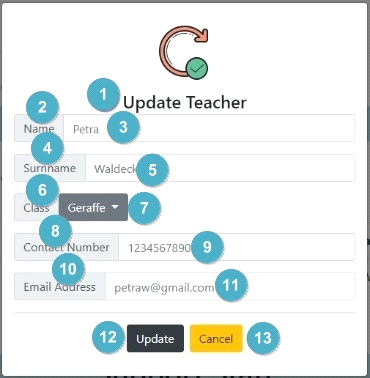 1
Update Teacher
2 Name Petra 3
4 Surnname Waldeck 5
6 Class Geraffe 7
8 Contact Number 1234567890 9
10 Email Address petraw@gmail.com 11
12 Update Cancel 13